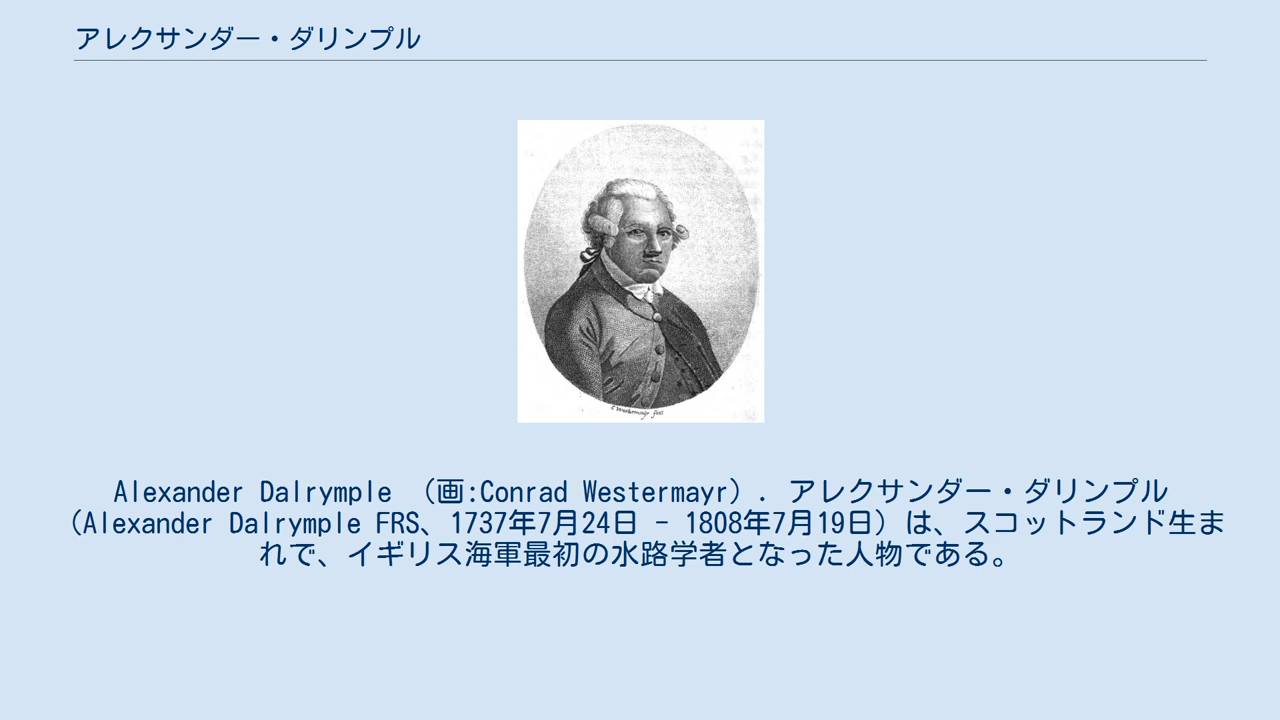 アレクサンダー・ダリンプル
C Westermayr fecit
Alexander Dalrymple （画:Conrad Westermayr）. アレクサンダー・ダリンプル
（Alexander Dalrymple FRS、1737年7月24日 - 1808年7月19日）は、スコットランド生ま
れで、イギリス海軍最初の水路学者となった人物である。